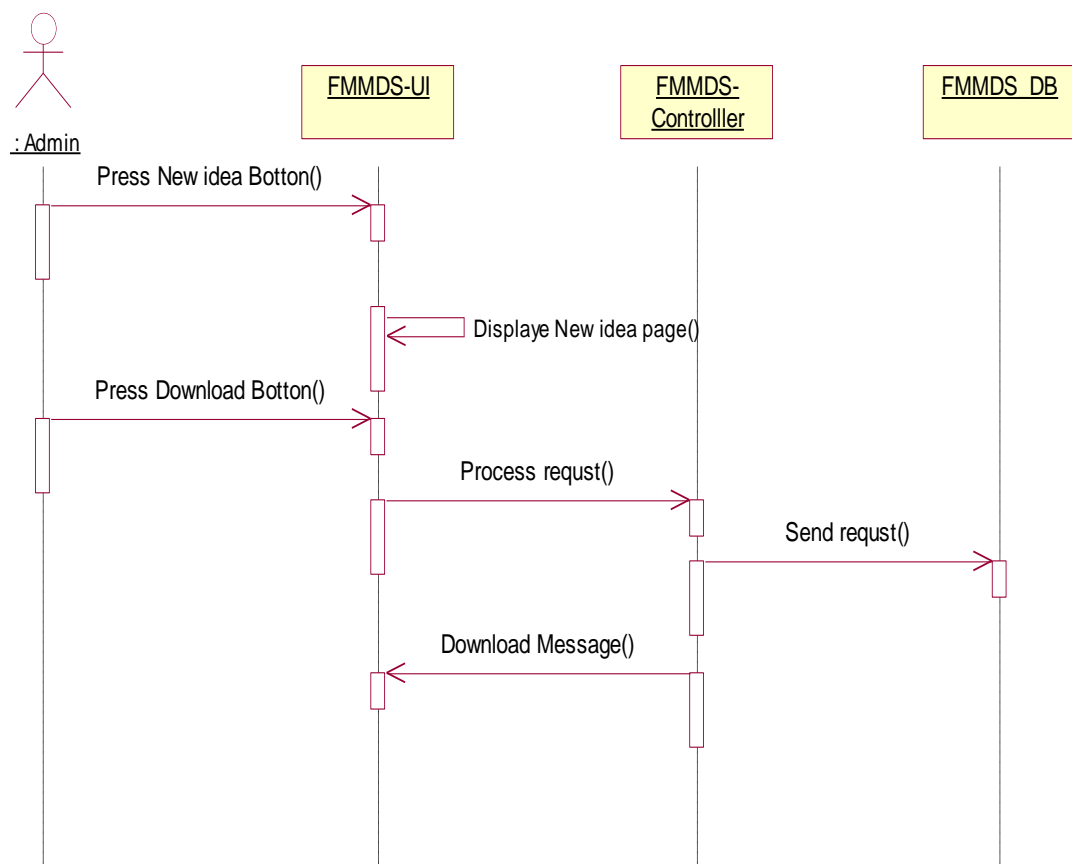 : Admin
FMMDS-UI
FMMDS-
Controlller
FMMDS_DB
Press New idea Botton()
Displaye New idea page()
Press Download Botton()
Process requst()
Send requst()
Download Message()